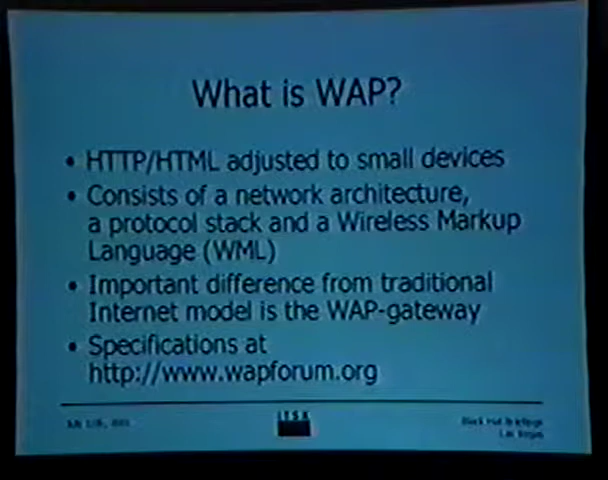 What is WAP?
• HTTP/HTML adjusted to small devices
• Consists of a network architecture,
a protocol stack and a Wireless Markup
Language (WML)
• Important difference from traditional
Internet model is the WAP-gateway
• Specifications at
http://www.wapforum.org
Black Hat Briefings
Las Vegas